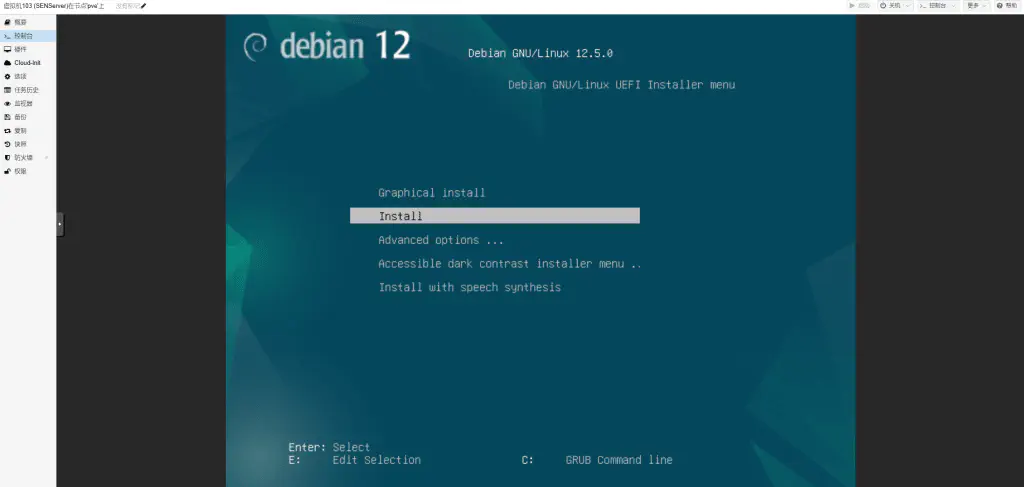 虚拟机103 (SENServer)在节点'pve'上
没有标记
关机
控制台
更多
帮助
概要
控制台
硬件
Cloud-Init
选项
任务历史
监视器
备份
复制
快照
防火墙
权限
debian 12
Debian GNU/Linux 12.5.0
Debian GNU/Linux UEFI Installer menu
Graphical install
Install
Advanced options ...
Accessible dark contrast installer menu ..
Install with speech synthesis
Enter: Select
E: Edit Selection
C: GRUB Command line